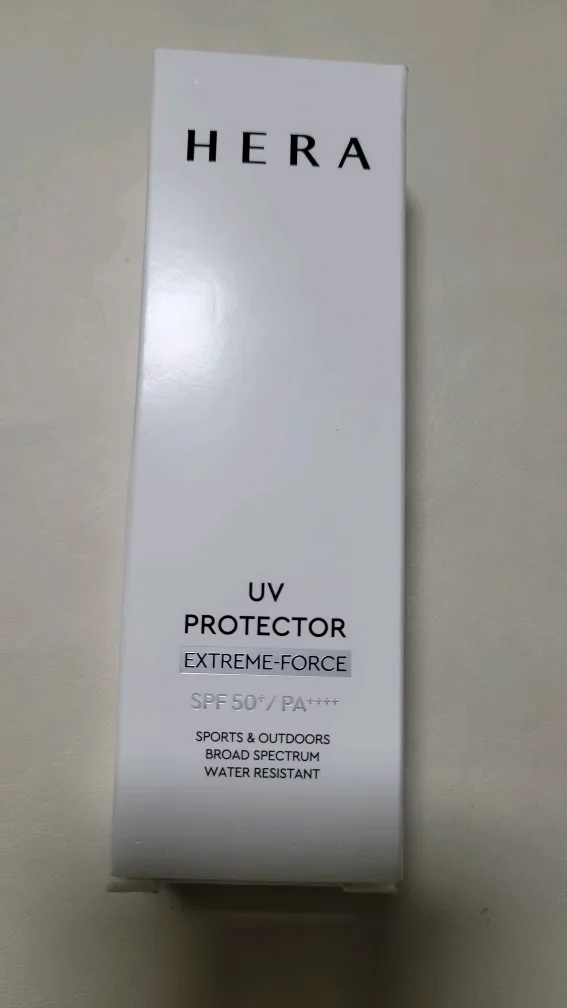 HERA
UV
PROTECTOR
EXTREME-FORCE
SPF 50⁺/ PA⁺⁺⁺⁺
SPORTS & OUTDOORS
BROAD SPECTRUM
WATER RESISTANT